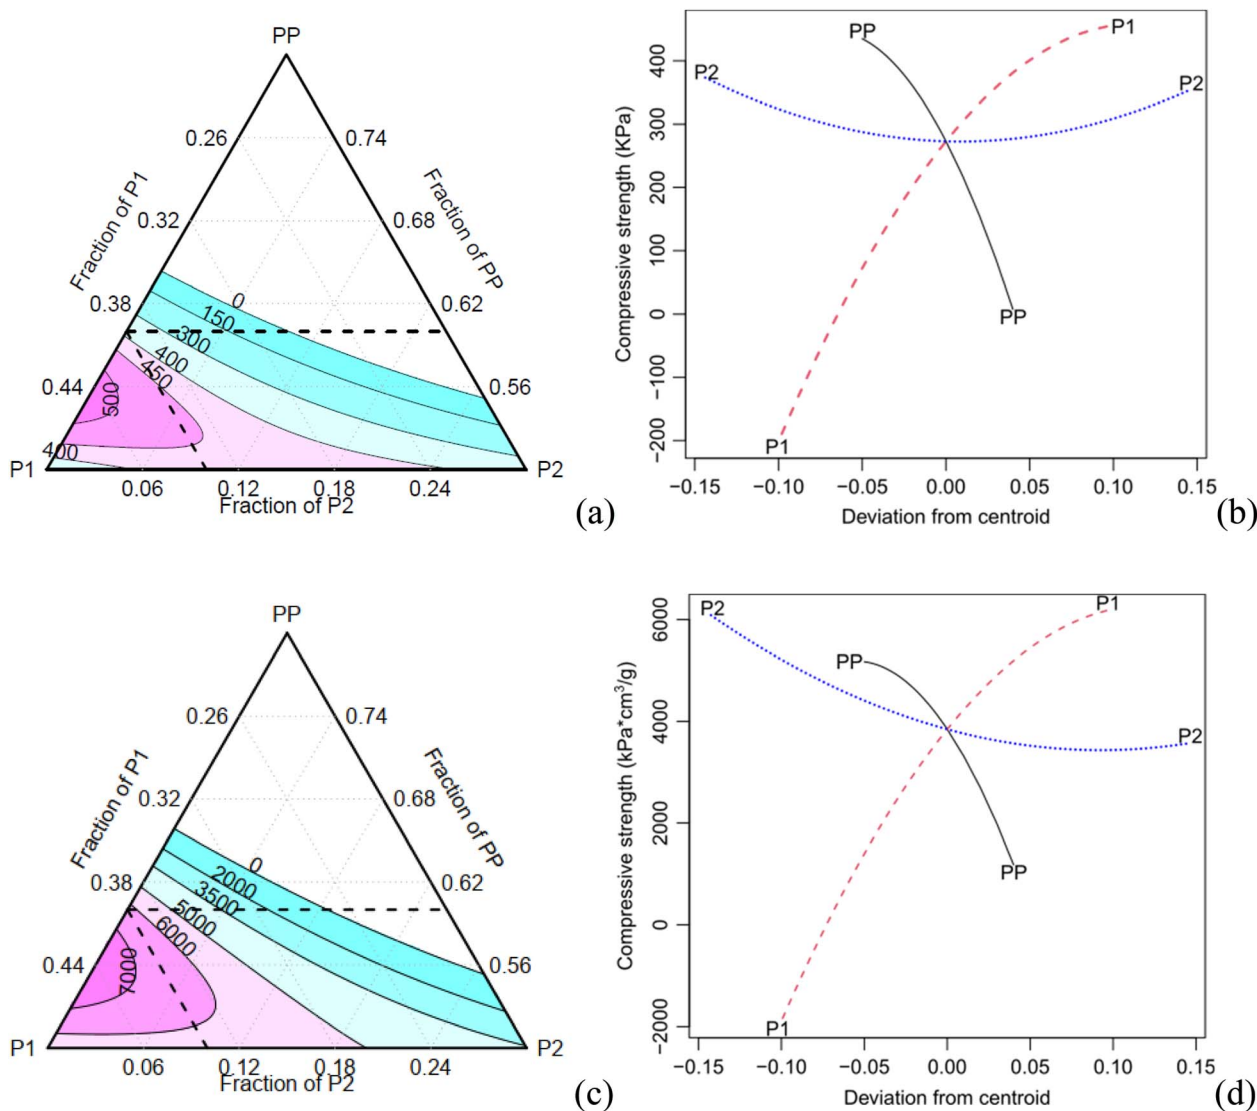 PP
0.26
0.74
Fraction of P1
Fraction of PP
0.32
0.68
0.38
0
0.62
150
300
400
450
0.44
500
0.56
400
P1
P2
0.06
0.12
0.18
0.24
Fraction of P2
(a)
Compressive strength (KPa)
400
300
200
100
0
−100
−200
PP
P1
P2
P2
PP
P1
−0.15
−0.10
−0.05
0.00
0.05
0.10
0.15
Deviation from centroid
(b)
PP
0.26
0.74
Fraction of P1
Fraction of PP
0.32
0.68
0.38
0
0.62
2000
3500
5000
6000
0.44
7000
0.56
P1
P2
0.06
0.12
0.18
0.24
Fraction of P2
(c)
Compressive strength (kPa*cm³/g)
6000
4000
2000
0
−2000
P2
P1
PP
P2
PP
P1
−0.15
−0.10
−0.05
0.00
0.05
0.10
0.15
Deviation from centroid
(d)